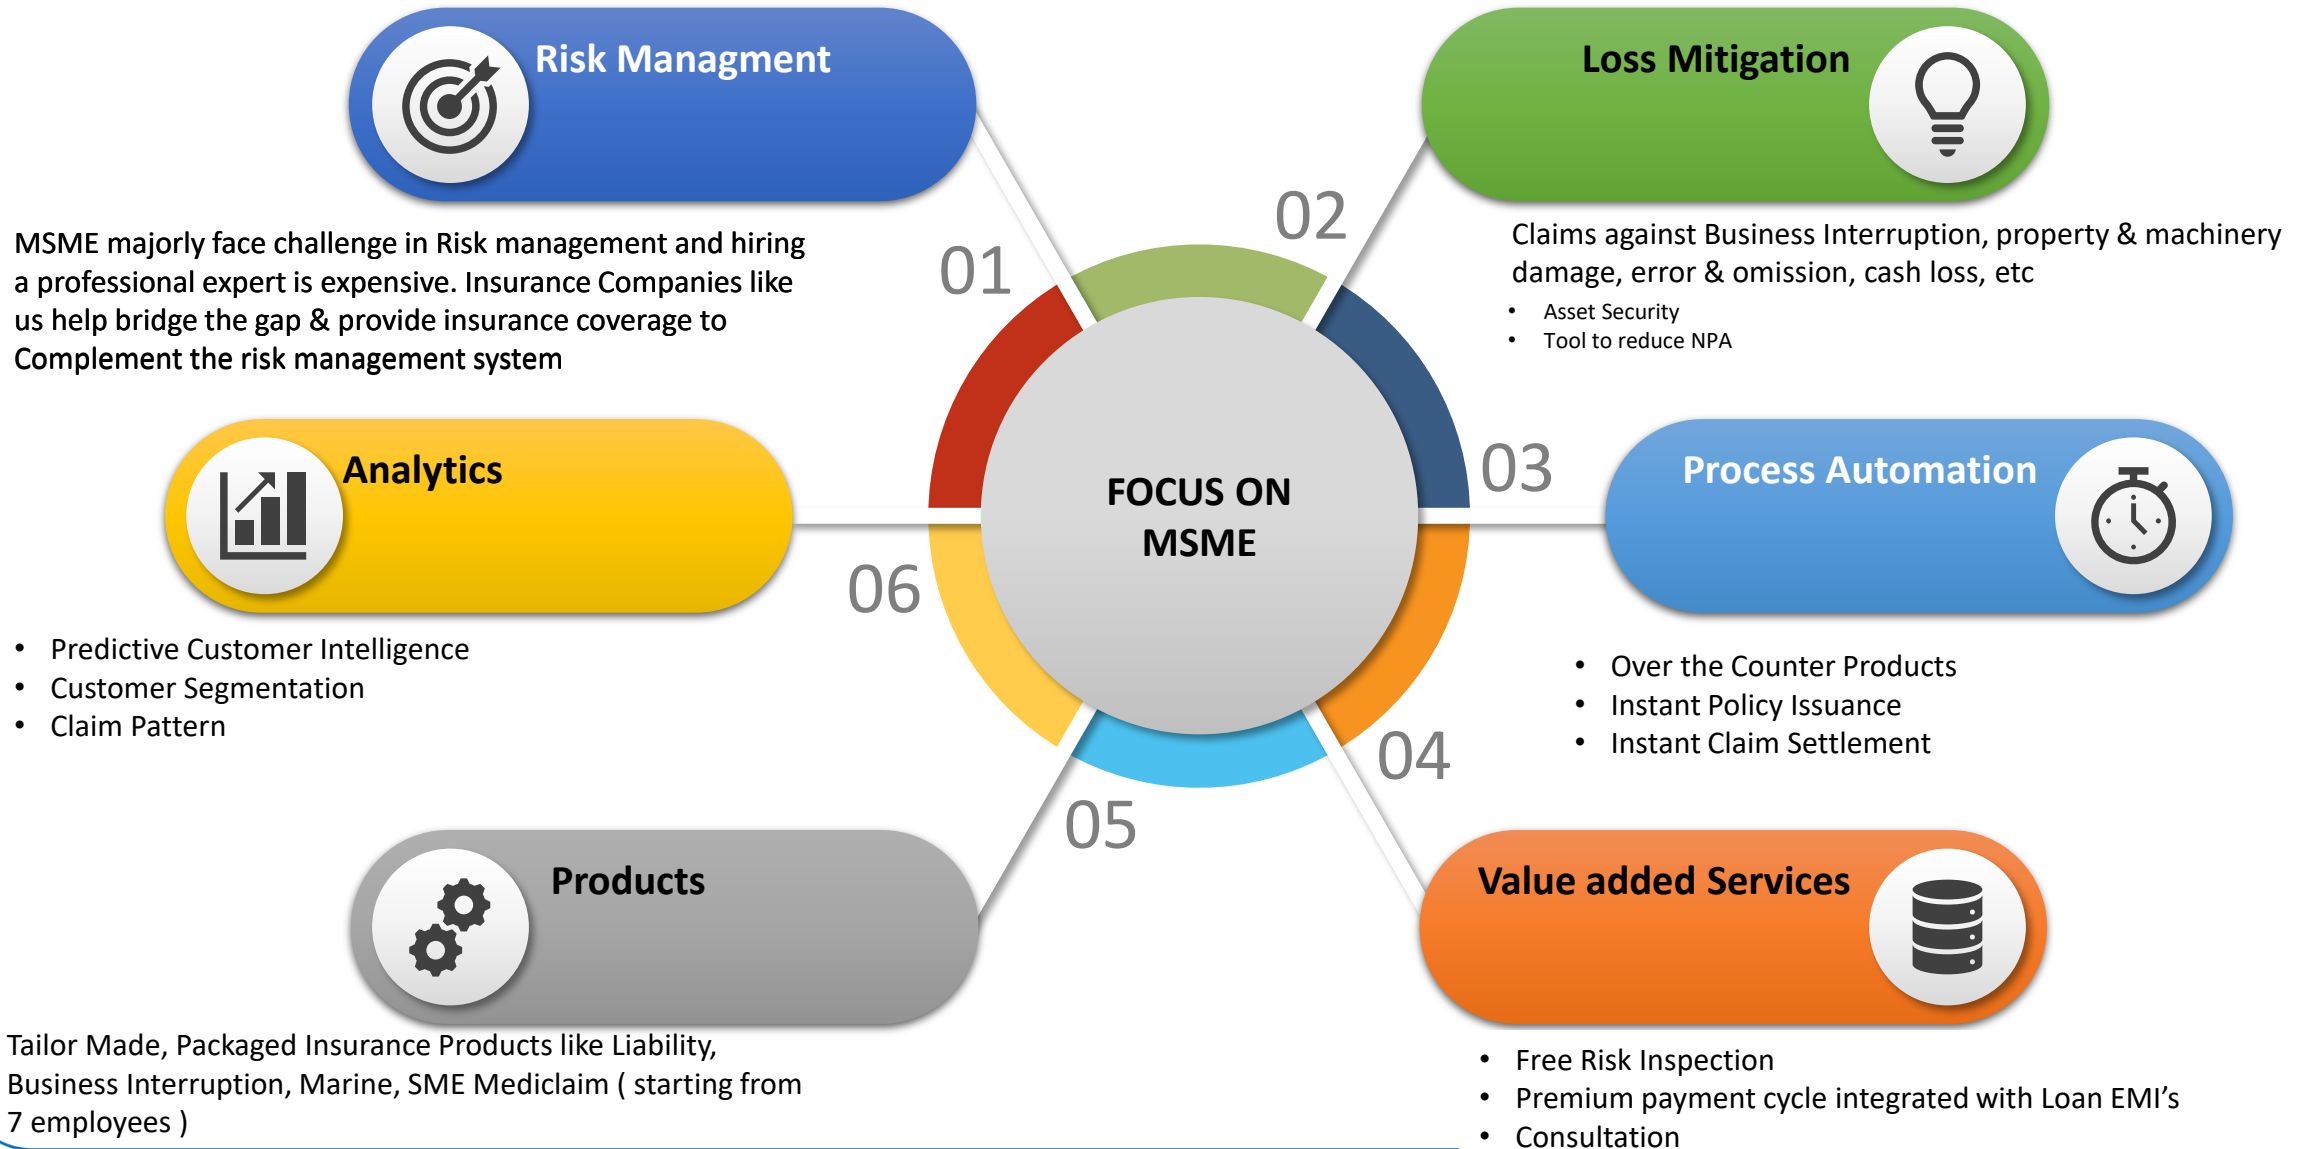 Risk Managment
MSME majorly face challenge in Risk management and hiring
a professional expert is expensive. Insurance Companies like
us help bridge the gap & provide insurance coverage to
Complement the risk management system
01
Loss Mitigation
Claims against Business Interruption, property & machinery
damage, error & omission, cash loss, etc
• Asset Security
• Tool to reduce NPA
02
FOCUS ON
MSME
Process Automation
• Over the Counter Products
• Instant Policy Issuance
• Instant Claim Settlement
03
Value added Services
• Free Risk Inspection
• Premium payment cycle integrated with Loan EMI's
• Consultation
04
Products
Tailor Made, Packaged Insurance Products like Liability,
Business Interruption, Marine, SME Mediclaim ( starting from
7 employees )
05
Analytics
• Predictive Customer Intelligence
• Customer Segmentation
• Claim Pattern
06